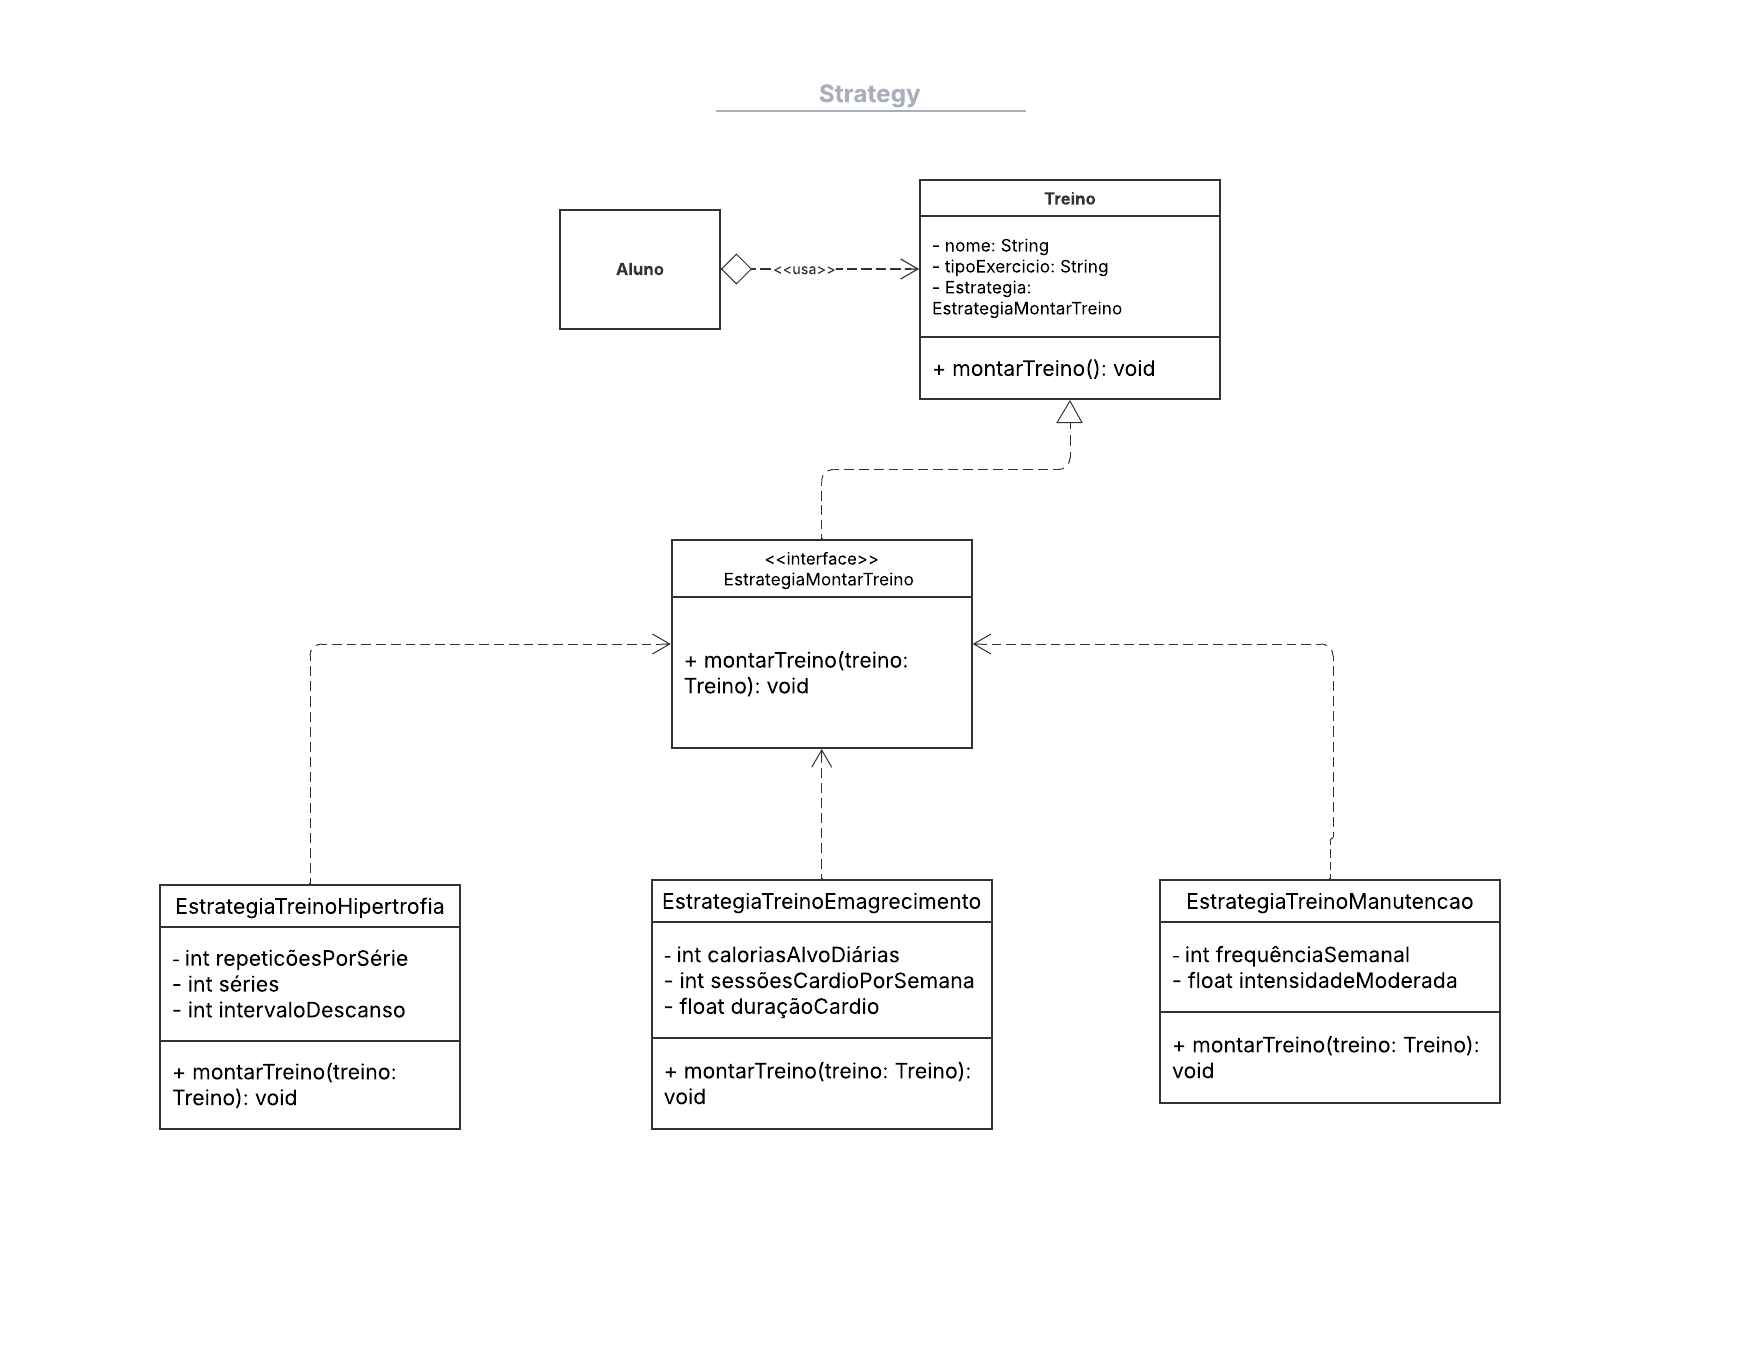 Strategy
Aluno
<<usa>>
Treino
- nome: String
- tipoExercicio: String
- Estrategia:
EstrategiaMontarTreino
+ montarTreino(): void
<<interface>>
EstrategiaMontarTreino
+ montarTreino(treino:
Treino): void
EstrategiaTreinoHipertrofia
- int repeticõesPorSérie
- int séries
- int intervaloDescanso
+ montarTreino(treino:
Treino): void
EstrategiaTreinoEmagrecimento
- int caloriasAlvoDiárias
- int sessõesCardioPorSemana
- float duraçãoCardio
+ montarTreino(treino: Treino):
void
EstrategiaTreinoManutencao
- int frequênciaSemanal
- float intensidadeModerada
+ montarTreino(treino: Treino):
void